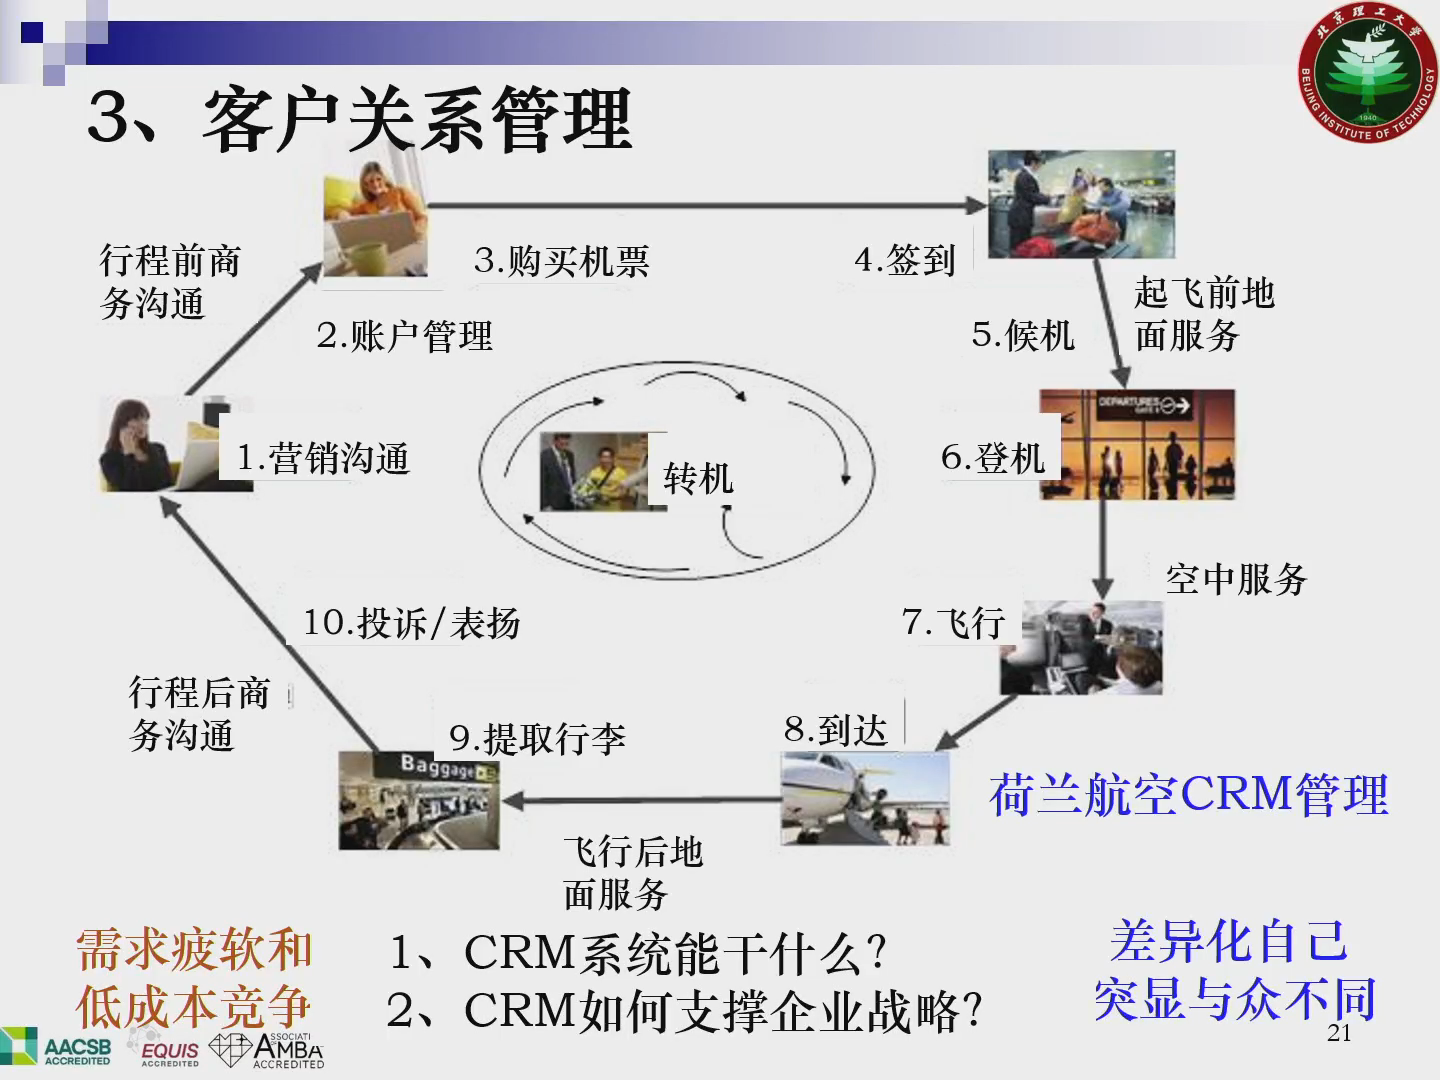 3、客户关系管理
北京理工大学
BEIJING INSTITUTE OF TECHNOLOGY
1940
行程前商
务沟通
3.购买机票
4.签到
起飞前地
面服务
2.账户管理
5.候机
DEPARTURES
1.营销沟通
转机
6.登机
空中服务
10.投诉/表扬
7.飞行
行程后商
务沟通
9.提取行李
8.到达
Baggage
荷兰航空CRM管理
飞行后地
面服务
需求疲软和
低成本竞争
1、CRM系统能干什么?
2、CRM如何支撑企业战略?
差异化自己
突显与众不同
21
AACSB
ACCREDITED
EQUIS
ACCREDITED
ASSOCIATI
AMBA
ACCREDITED